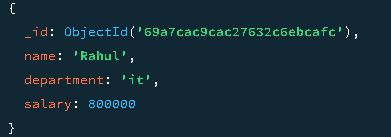 {
_id: ObjectId('69a7cac9cac27632c6ebcafc'),
name: 'Rahul',
department: 'it',
salary: 800000
}